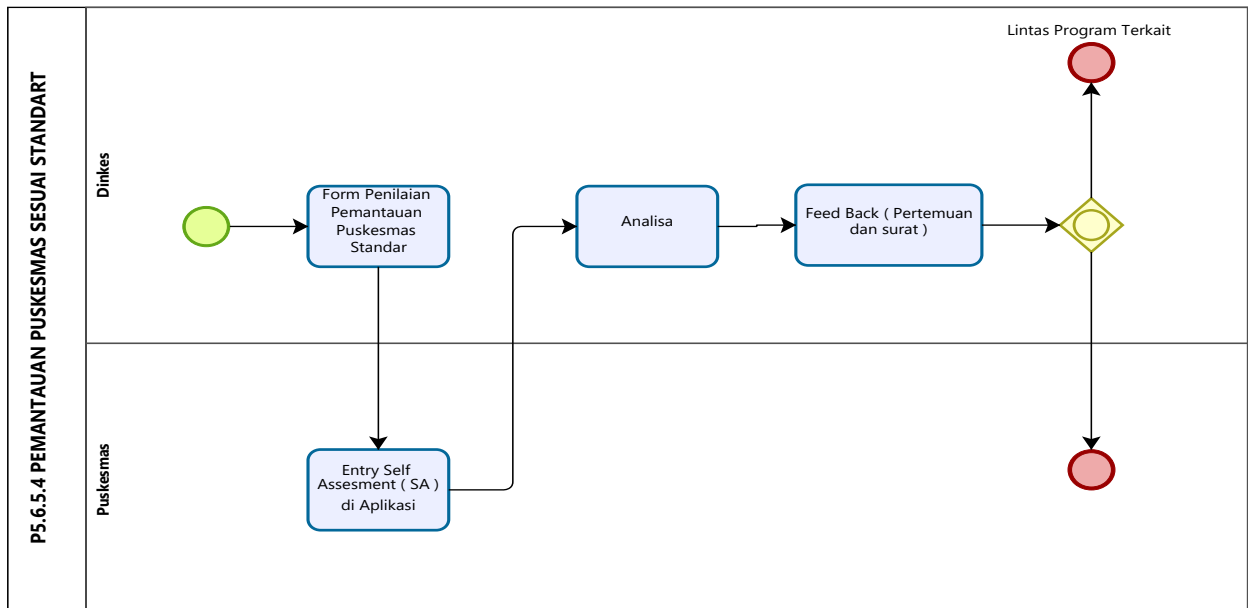 P5.6.5.4 PEMANTAUAN PUSKESMAS SESUAI STANDART
Dinkes
Lintas Program Terkait
Form Penilaian
Pemantauan
Puskesmas
Standar
Analisa
Feed Back ( Pertemuan
dan surat )
Puskesmas
Entry Self
Assesment ( SA )
di Aplikasi